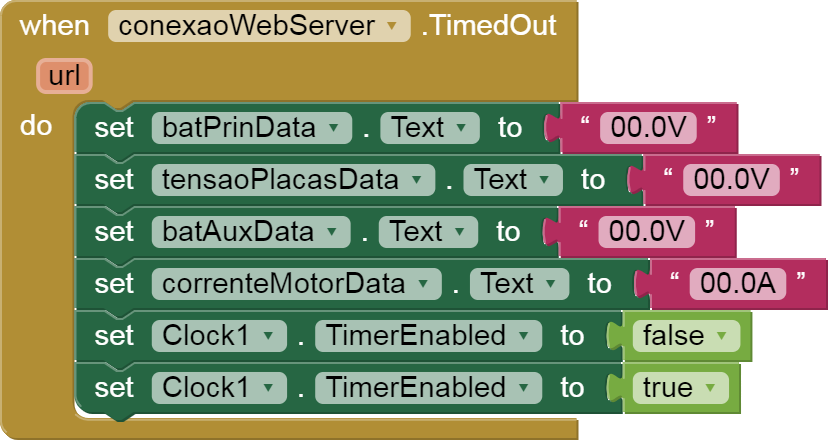 when conexaoWebServer .TimedOut
url
do set batPrinData . Text to “ 00.0V ”
set tensaoPlacasData . Text to “ 00.0V ”
set batAuxData . Text to “ 00.0V ”
set correnteMotorData . Text to “ 00.0A ”
set Clock1 . TimerEnabled to false
set Clock1 . TimerEnabled to true